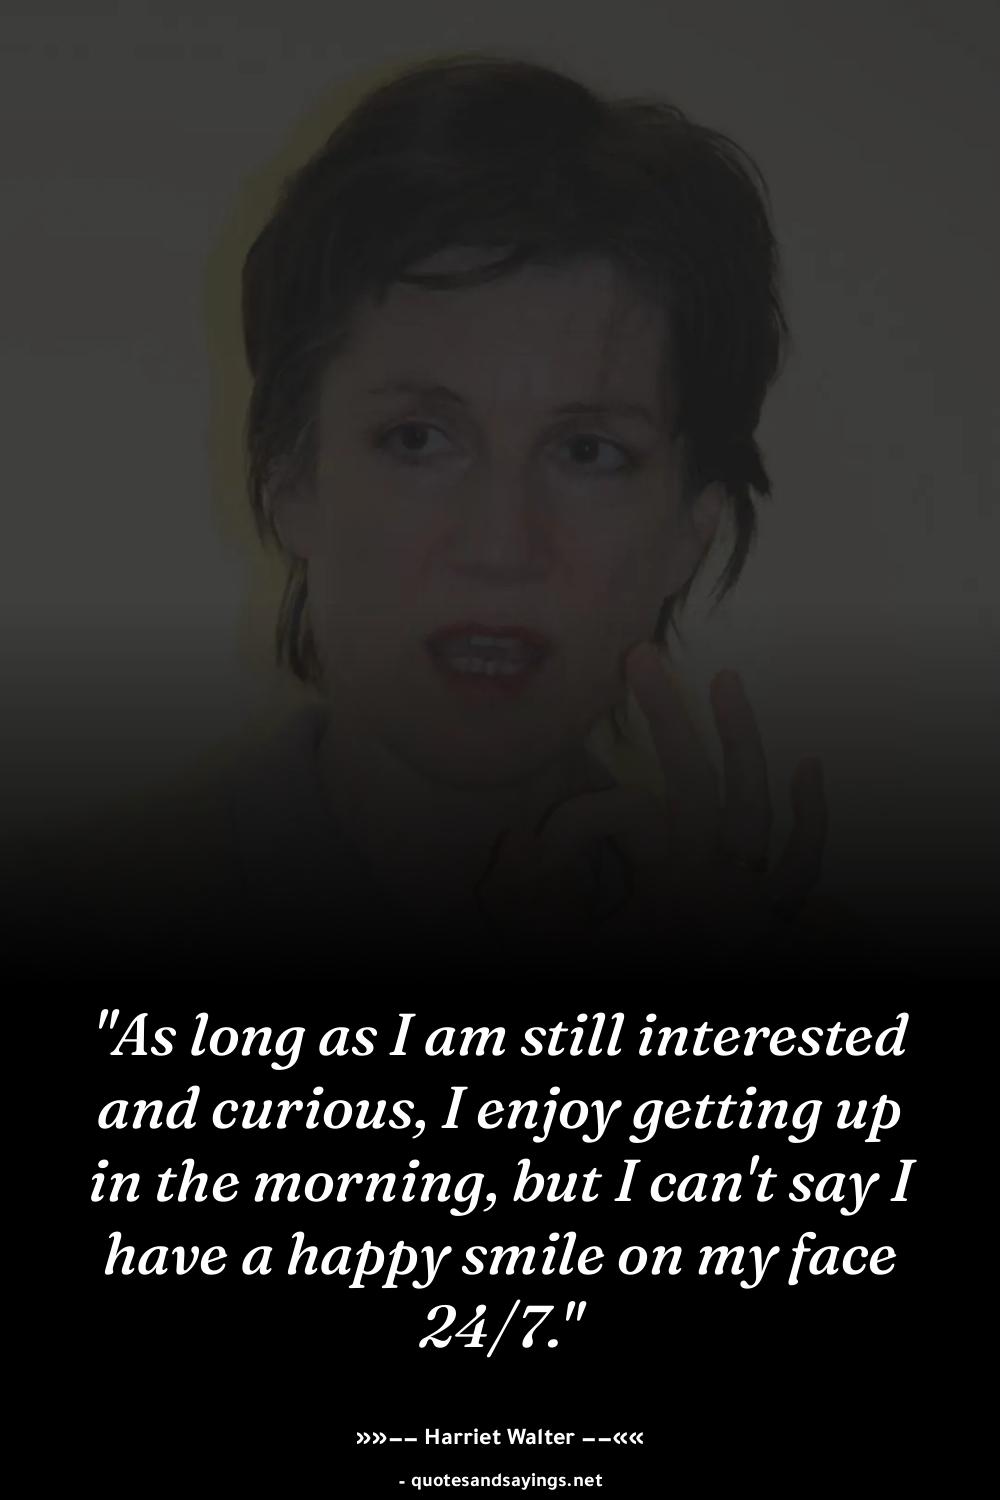 "As long as I am still interested
and curious, I enjoy getting up
in the morning, but I can't say I
have a happy smile on my face
24/7."
»»–– Harriet Walter ––««
- quotesandsayings.net